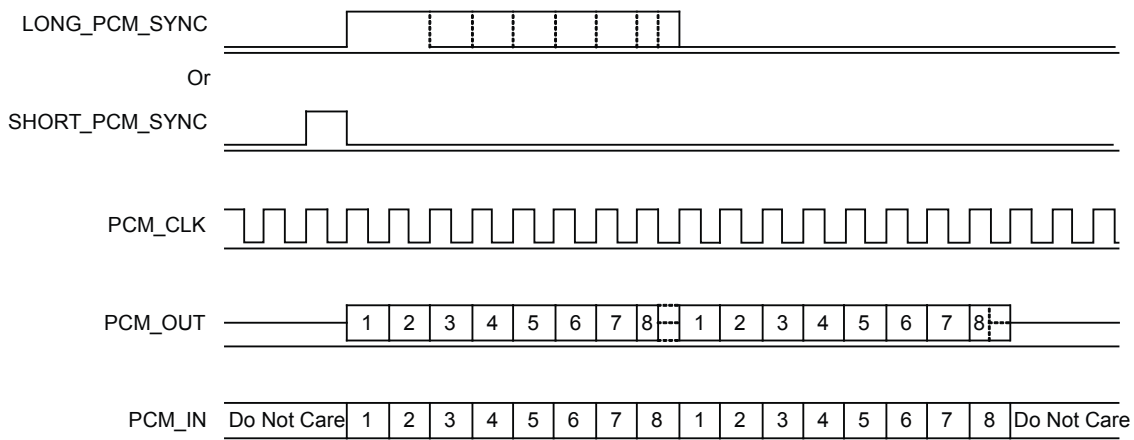 LONG_PCM_SYNC
Or
SHORT_PCM_SYNC
PCM_CLK
PCM_OUT 1 2 3 4 5 6 7 8 1 2 3 4 5 6 7 8
PCM_IN Do Not Care 1 2 3 4 5 6 7 8 1 2 3 4 5 6 7 8 Do Not Care